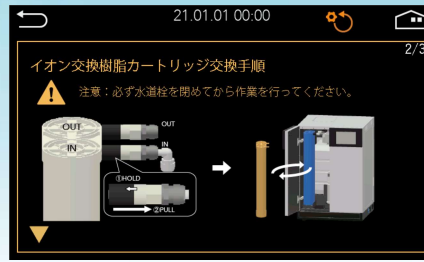 21.01.01 00:00
2/3
イオン交換樹脂カートリッジ交換手順
注意：必ず水道栓を閉めてから作業を行ってください。
OUT
OUT
IN
IN
①HOLD
②PULL